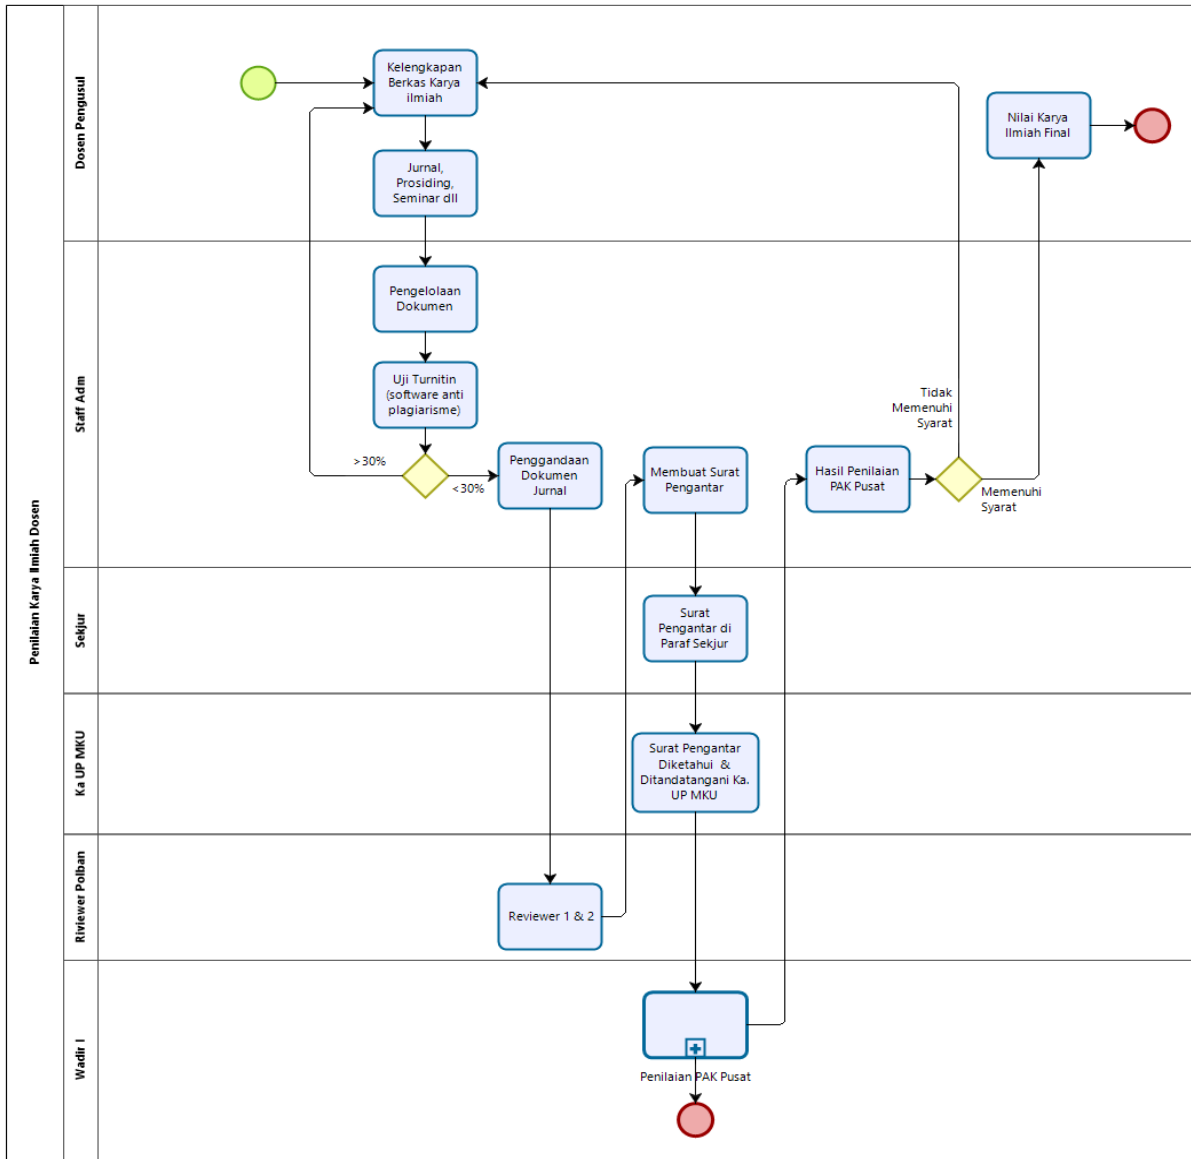 Penilaian Karya Ilmiah Dosen
Dosen Pengusul
Kelengkapan
Berkas Karya
ilmiah
Jurnal,
Prosiding,
Seminar dll
Nilai Karya
Ilmiah Final
Staff Adm
Pengelolaan
Dokumen
Uji Turnitin
(software anti
plagiarisme)
>30%
<30%
Penggandaan
Dokumen
Jurnal
Membuat Surat
Pengantar
Hasil Penilaian
PAK Pusat
Tidak
Memenuhi
Syarat
Memenuhi
Syarat
Sekjur
Surat
Pengantar di
Paraf Sekjur
Ka UP MKU
Surat Pengantar
Diketahui &
Ditandatangani Ka.
UP MKU
Riviewer Polban
Reviewer 1 & 2
Wadir I
Penilaian PAK Pusat